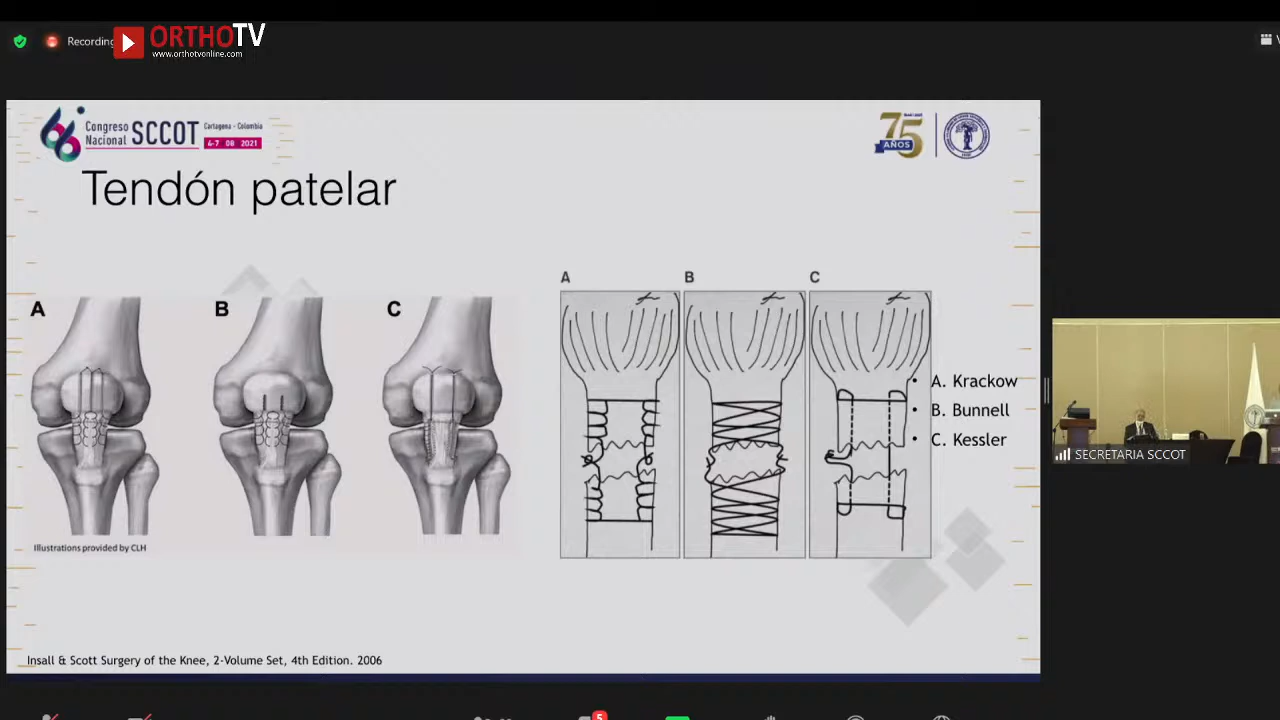 Recording
ORTHOTV
www.orthotvonline.com
Congreso
Nacional SCCOT
Cartagena - Colombia
4-7 08 2021
75
AÑOS
Tendón patelar
A
B
C
A
B
C
A. Krackow
B. Bunnell
C. Kessler
SECRETARIA SCCOT
Illustrations provided by CLH
Insall & Scott Surgery of the Knee, 2-Volume Set, 4th Edition. 2006
5